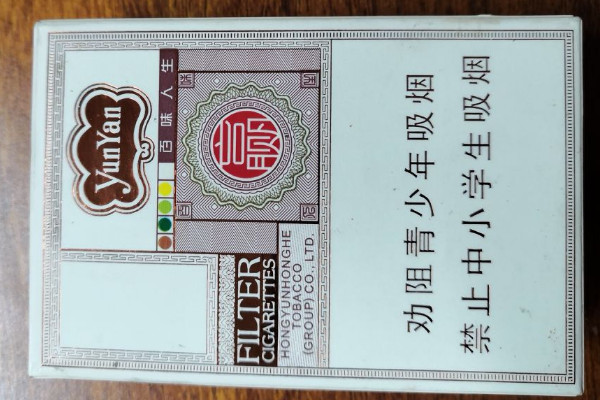 YunYan
百味人生
赢
FILTER
CIGARETTES
HONGYUNHONGHE
TOBACCO
(GROUP)CO.,LTD.
劝阻青少年吸烟
禁止中小学生吸烟